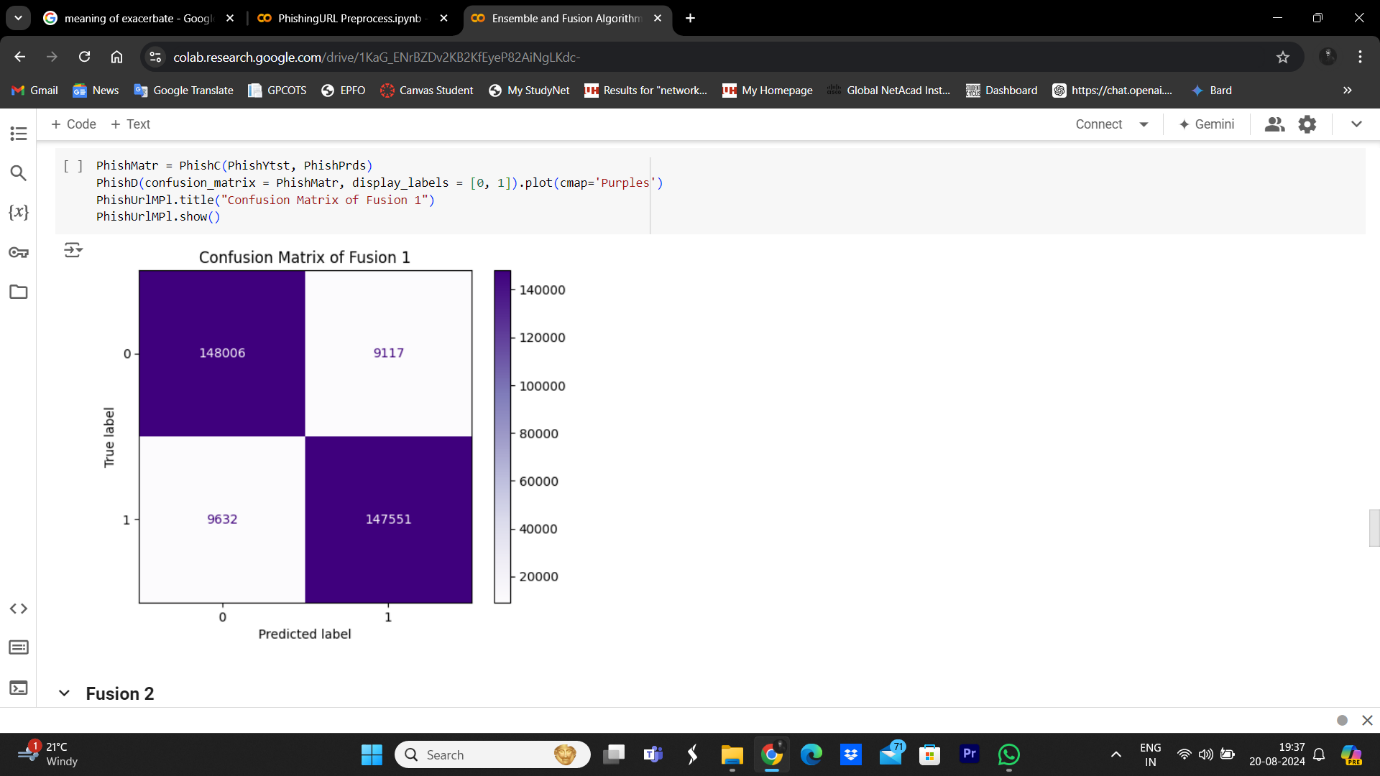 meaning of exacerbate - Googl
PhishingURL Preprocess.ipynb -
Ensemble and Fusion Algorithm
colab.research.google.com/drive/1KaG_ENrBZDv2KB2KfEyeP82AiNgLKdc-
Gmail News Google Translate GPCOTS EPFO Canvas Student My StudyNet Results for "network... My Homepage Global NetAcad Inst... Dashboard https://chat.openai.... Bard
+ Code + Text Connect Gemini
[ ] PhishMatr = PhishC(PhishYtst, PhishPrds)
PhishD(confusion_matrix = PhishMatr, display_labels = [0, 1]).plot(cmap='Purples')
PhishUrlMPl.title("Confusion Matrix of Fusion 1")
PhishUrlMPl.show()
{x}
Confusion Matrix of Fusion 1
140000
120000
100000
80000
60000
40000
20000
148006 9117
9632 147551
0
1
True label
0 1
Predicted label
Fusion 2
1
21°C
Windy
Search
71
Pr
ENG
IN
19:37
20-08-2024
PRE